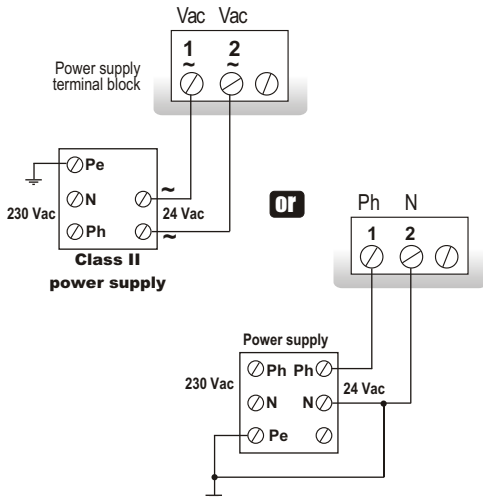 Vac Vac
1 2
~ ~
Power supply
terminal block
Pe
N
230 Vac
Ph
~
24 Vac
~
Class II
power supply
or
Ph N
1 2
Power supply
Ph Ph
230 Vac
24 Vac
N N
Pe